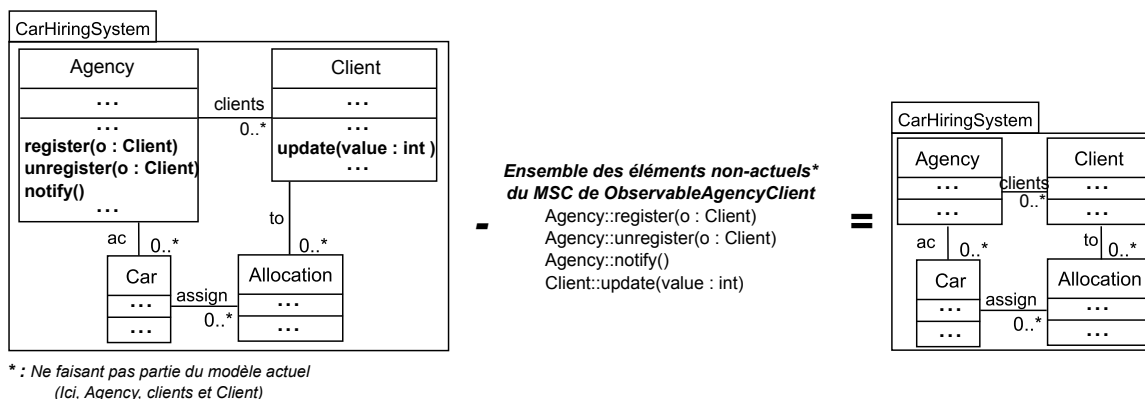 CarHiringSystem
Agency
...
...
register(o : Client)
unregister(o : Client)
notify()
...
clients
0..*
Client
...
...
update(value : int )
to
0..*
ac
0..*
Car
...
...
assign
0..*
Allocation
...
...
* : Ne faisant pas partie du modèle actuel
(Ici, Agency, clients et Client)
-
Ensemble des éléments non-actuels*
du MSC de ObservableAgencyClient
Agency::register(o : Client)
Agency::unregister(o : Client)
Agency::notify()
Client::update(value : int)
=
CarHiringSystem
Agency
...
...
clients
0..*
Client
...
...
ac
0..*
to
0..*
Car
...
...
assign
0..*
Allocation
...
...